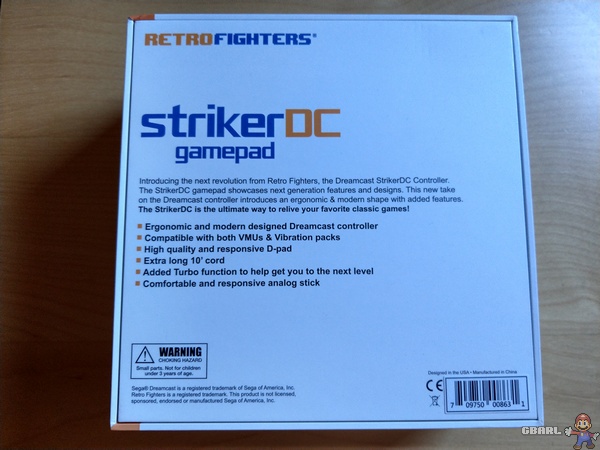 RETROFIGHTERS®
strikerDC
gamepad
Introducing the next revolution from Retro Fighters, the Dreamcast StrikerDC Controller.
The StrikerDC gamepad showcases next generation features and designs. This new take
on the Dreamcast controller introduces an ergonomic & modern shape with added features.
The StrikerDC is the ultimate way to relive your favorite classic games!
Ergonomic and modern designed Dreamcast controller
Compatible with both VMUs & Vibration packs
High quality and responsive D-pad
Extra long 10' cord
Added Turbo function to help get you to the next level
Comfortable and responsive analog stick
WARNING
CHOKING HAZARD
Small parts. Not for children
under 3 years of age.
Sega® Dreamcast is a registered trademark of Sega of America, Inc.
Retro Fighters is a registered trademark. This product is not licensed,
sponsored, endorsed or manufactured Sega of America, Inc.
Designed in the USA • Manufactured in China
CE
7 09750 00863 1
GBARL